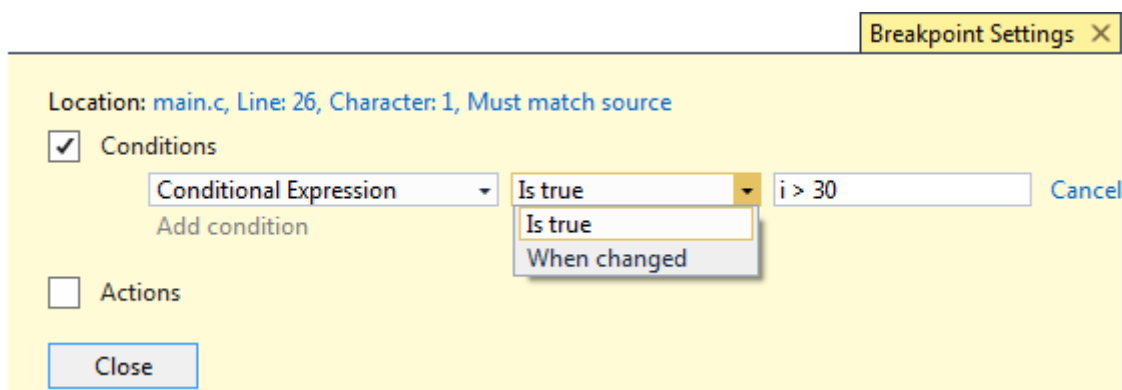 Breakpoint Settings
Location: main.c, Line: 26, Character: 1, Must match source
Conditions
Conditional Expression Is true i > 30 Cancel
Add condition Is true
When changed
Actions
Close